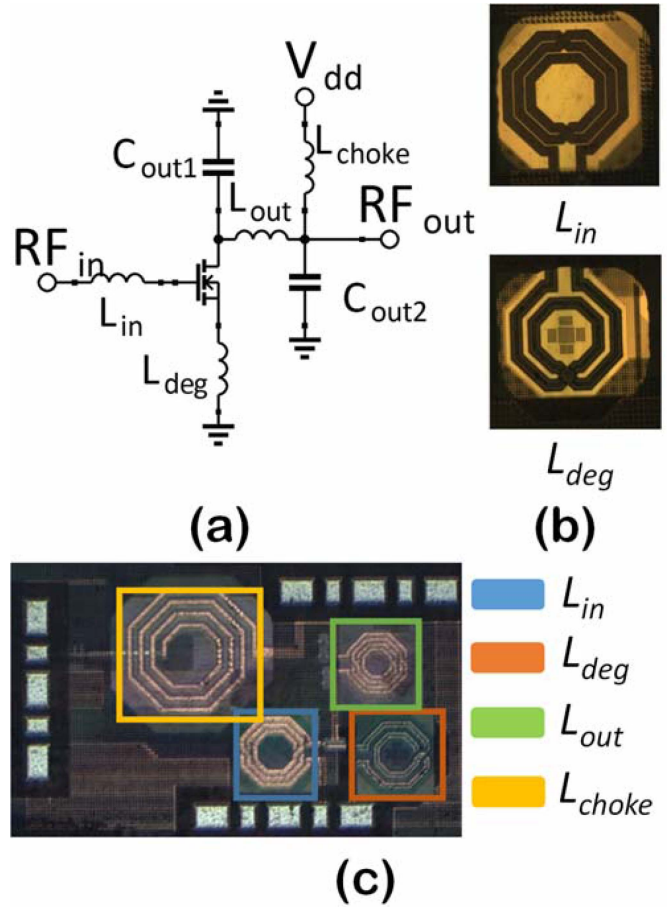 V dd
C out1
L choke
L out
RF out
RF in
L in
C out2
L deg
(a)
L in
L deg
(b)
L in
L deg
L out
L choke
(c)